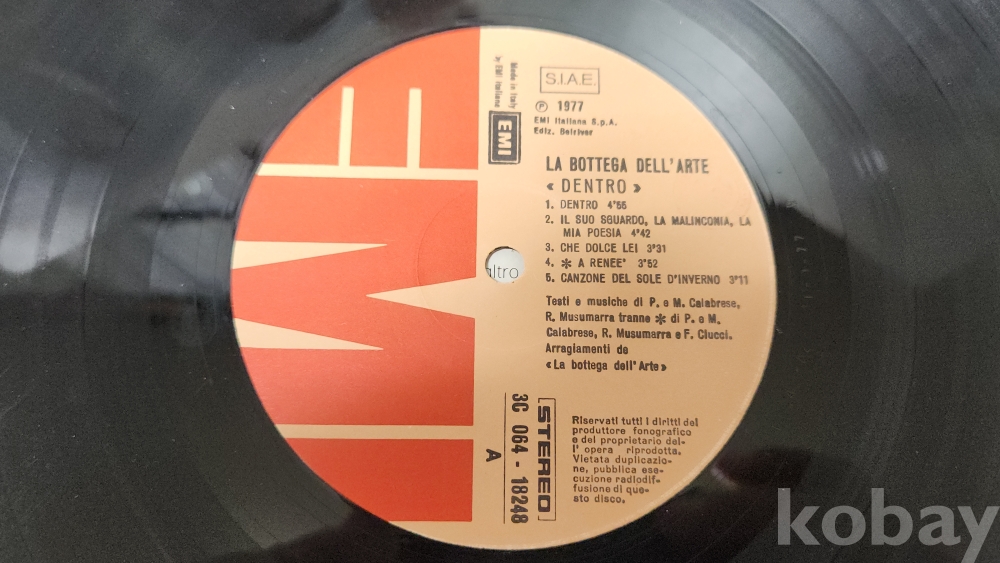 EMI
Made in Italy
by EMI Italiana
EMI
S.I.A.E.
Ⓟ 1977
EMI Italiana S.p.A.
Ediz. Belriver
LA BOTTEGA DELL'ARTE
« DENTRO »
1. DENTRO 4'56
2. IL SUO SGUARDO, LA MALINCONIA, LA
MIA POESIA 4'42
3. CHE DOLCE LEI 3'31
4. * A RENEE' 3'52
5. CANZONE DEL SOLE D'INVERNO 3'11
Testi e musiche di P. e M. Calabrese,
R. Musumarra tranne * di P. e M.
Calabrese, R. Musumarra e F. Ciucci.
Arragiamenti de
«La bottega dell'Arte»
STEREO
3C 064 - 18248
A
Riservati tutti i diritti del
produttore fonografico
e del proprietario del-
l' opera riprodotta.
Vietata duplicazio-
ne, pubblica ese-
cuzione radiodif-
fusione di que-
sto disco.
altro
kobay